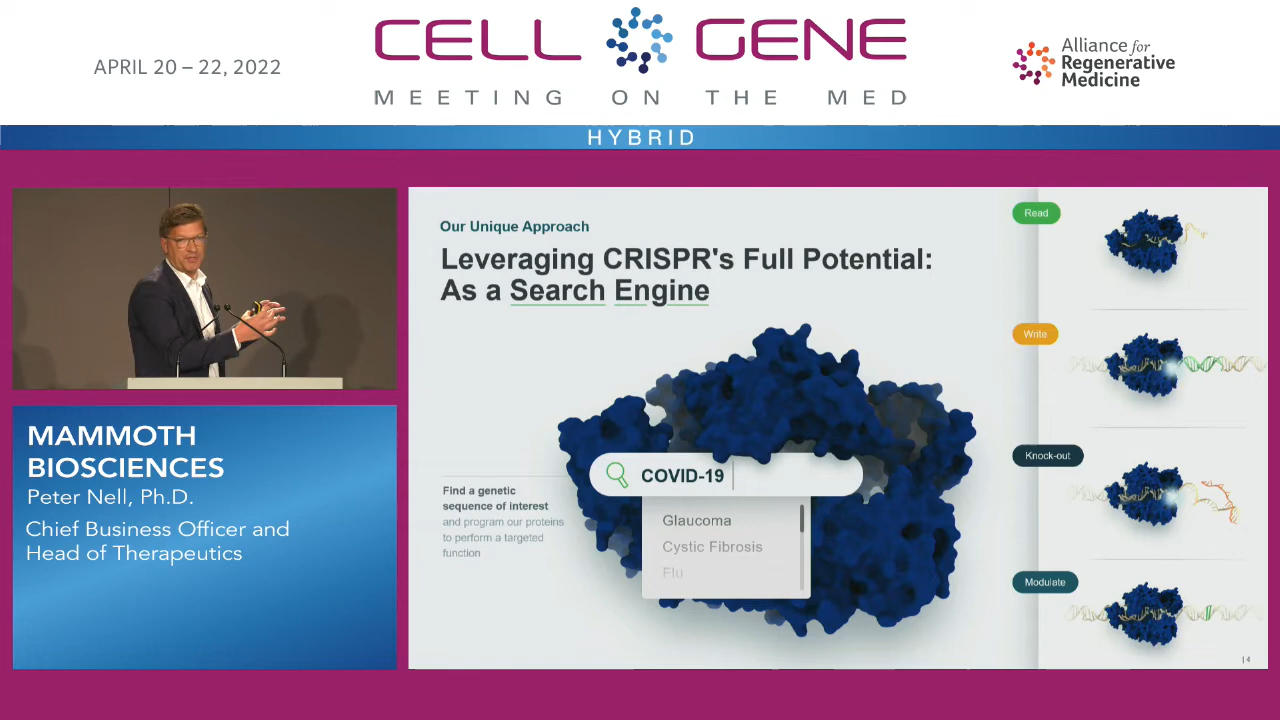 APRIL 20 – 22, 2022
CELL GENE
MEETING ON THE MED
Alliance for
Regenerative
Medicine
HYBRID
MAMMOTH
BIOSCIENCES
Peter Nell, Ph.D.
Chief Business Officer and
Head of Therapeutics
Our Unique Approach
Leveraging CRISPR's Full Potential:
As a Search Engine
Find a genetic
sequence of interest
and program our proteins
to perform a targeted
function
COVID-19
Glaucoma
Cystic Fibrosis
Flu
Read
Write
Knock-out
Modulate
| 4